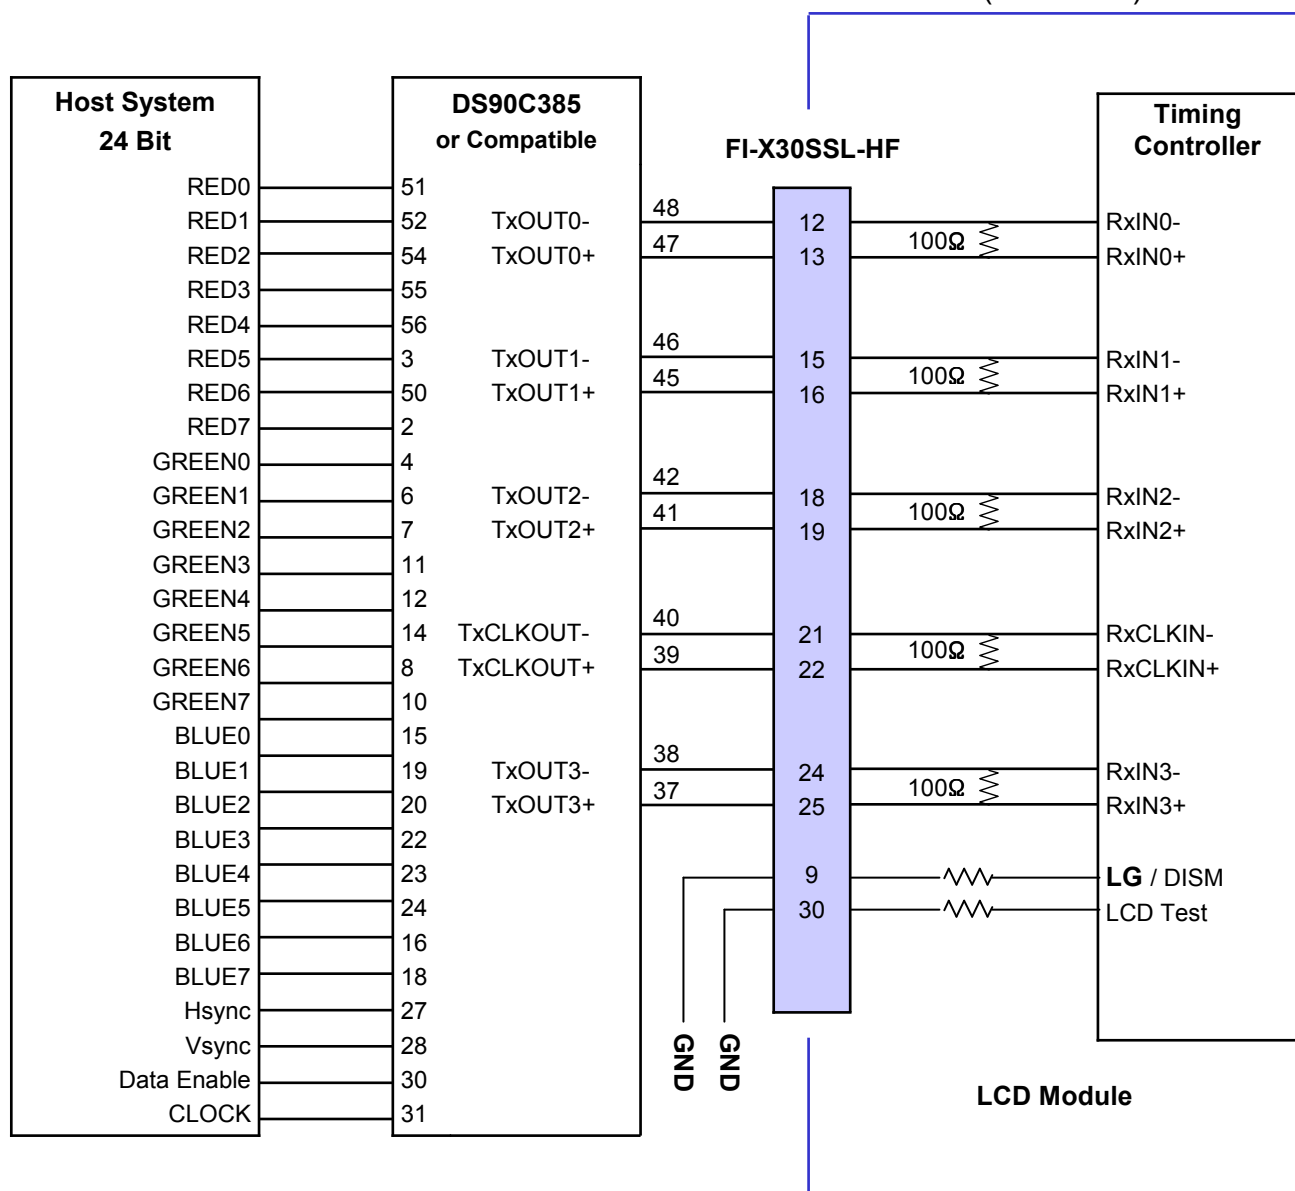 Host System
24 Bit
RED0
RED1
RED2
RED3
RED4
RED5
RED6
RED7
GREEN0
GREEN1
GREEN2
GREEN3
GREEN4
GREEN5
GREEN6
GREEN7
BLUE0
BLUE1
BLUE2
BLUE3
BLUE4
BLUE5
BLUE6
BLUE7
Hsync
Vsync
Data Enable
CLOCK
DS90C385
or Compatible
51
52
54
55
56
3
50
2
4
6
7
11
12
14
8
10
15
19
20
22
23
24
16
18
27
28
30
31
TxOUT0-
TxOUT0+
TxOUT1-
TxOUT1+
TxOUT2-
TxOUT2+
TxCLKOUT-
TxCLKOUT+
TxOUT3-
TxOUT3+
48
47
46
45
42
41
40
39
38
37
GND
GND
FI-X30SSL-HF
12
13
15
16
18
19
21
22
24
25
9
30
100Ω
100Ω
100Ω
100Ω
100Ω
Timing
Controller
RxIN0-
RxIN0+
RxIN1-
RxIN1+
RxIN2-
RxIN2+
RxCLKIN-
RxCLKIN+
RxIN3-
RxIN3+
LG / DISM
LCD Test
LCD Module